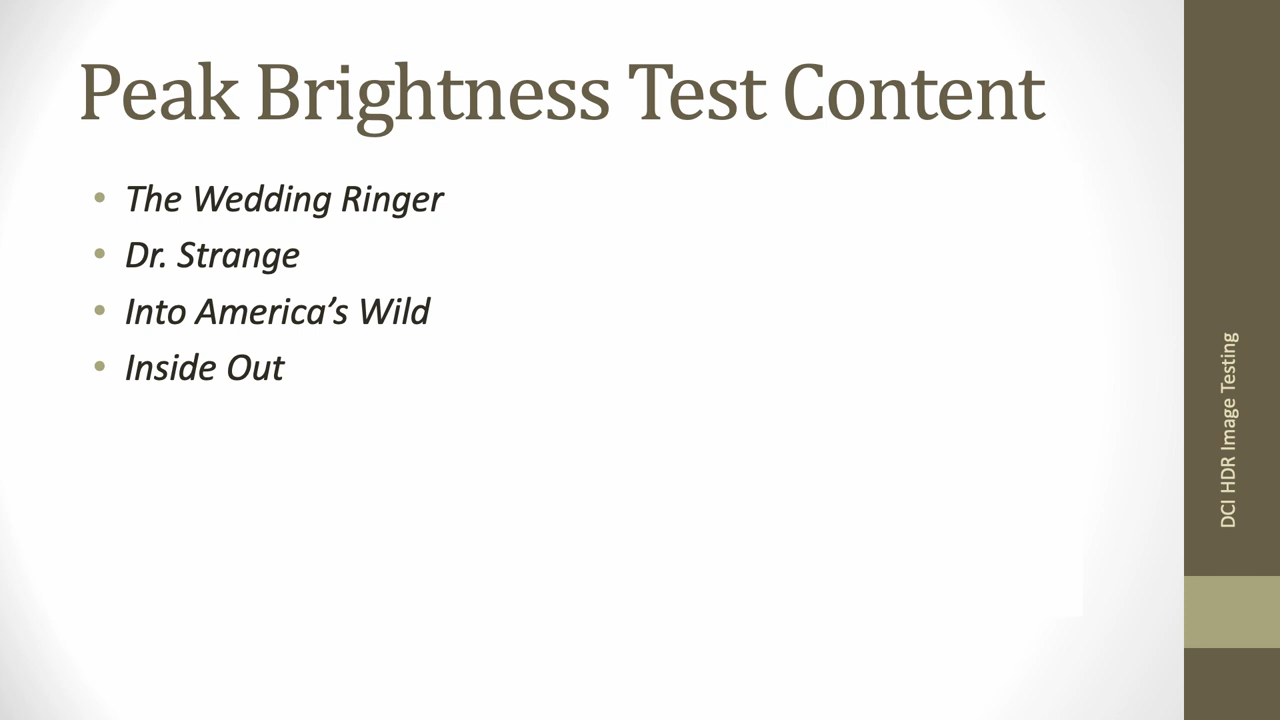 Peak Brightness Test Content
• The Wedding Ringer
• Dr. Strange
• Into America’s Wild
• Inside Out
DCI HDR Image Testing